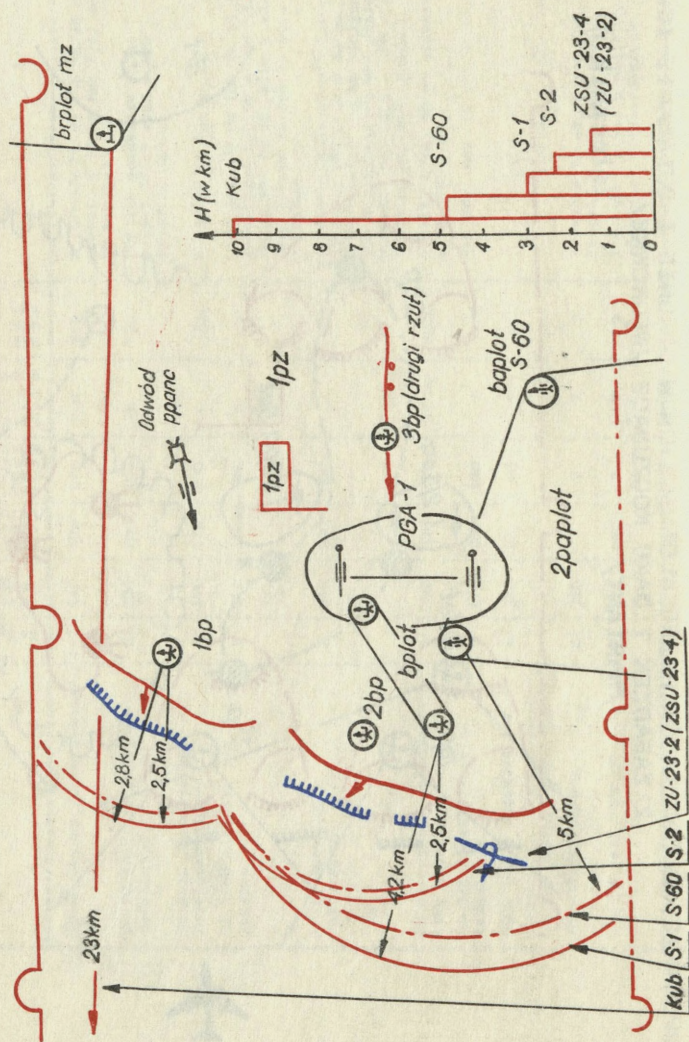 brplot mz
H (w km)
Kub
S-60
S-1
S-2
ZSU-23-4
(ZU-23-2)
10
9
8
7
6
5
4
3
2
1
0
Odwód
ppanc
1pz
1pz
3bp (drugi rzut)
baplot
S-60
PGA-1
2paplot
1bp
bplot
2bp
2,8km
2,5km
4,2km
2,5km
5km
23km
Kub
S-1
S-60
S-2
ZU-23-2 (ZSU-23-4)